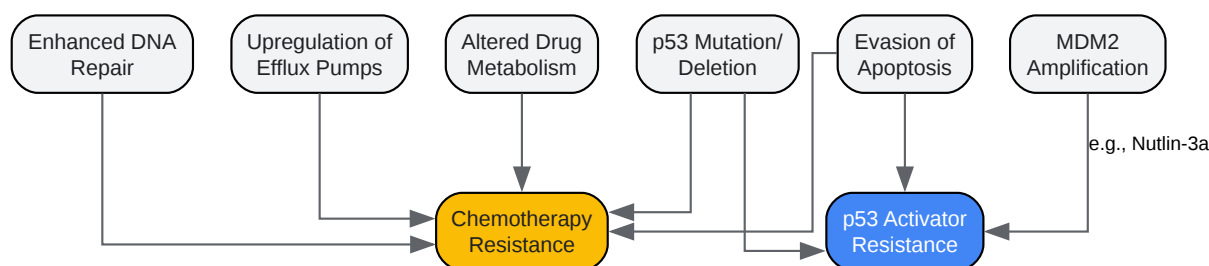 Enhanced DNA
Repair
Upregulation of
Efflux Pumps
Altered Drug
Metabolism
p53 Mutation/
Deletion
Evasion of
Apoptosis
MDM2
Amplification
e.g., Nutlin-3a
Chemotherapy
Resistance
p53 Activator
Resistance